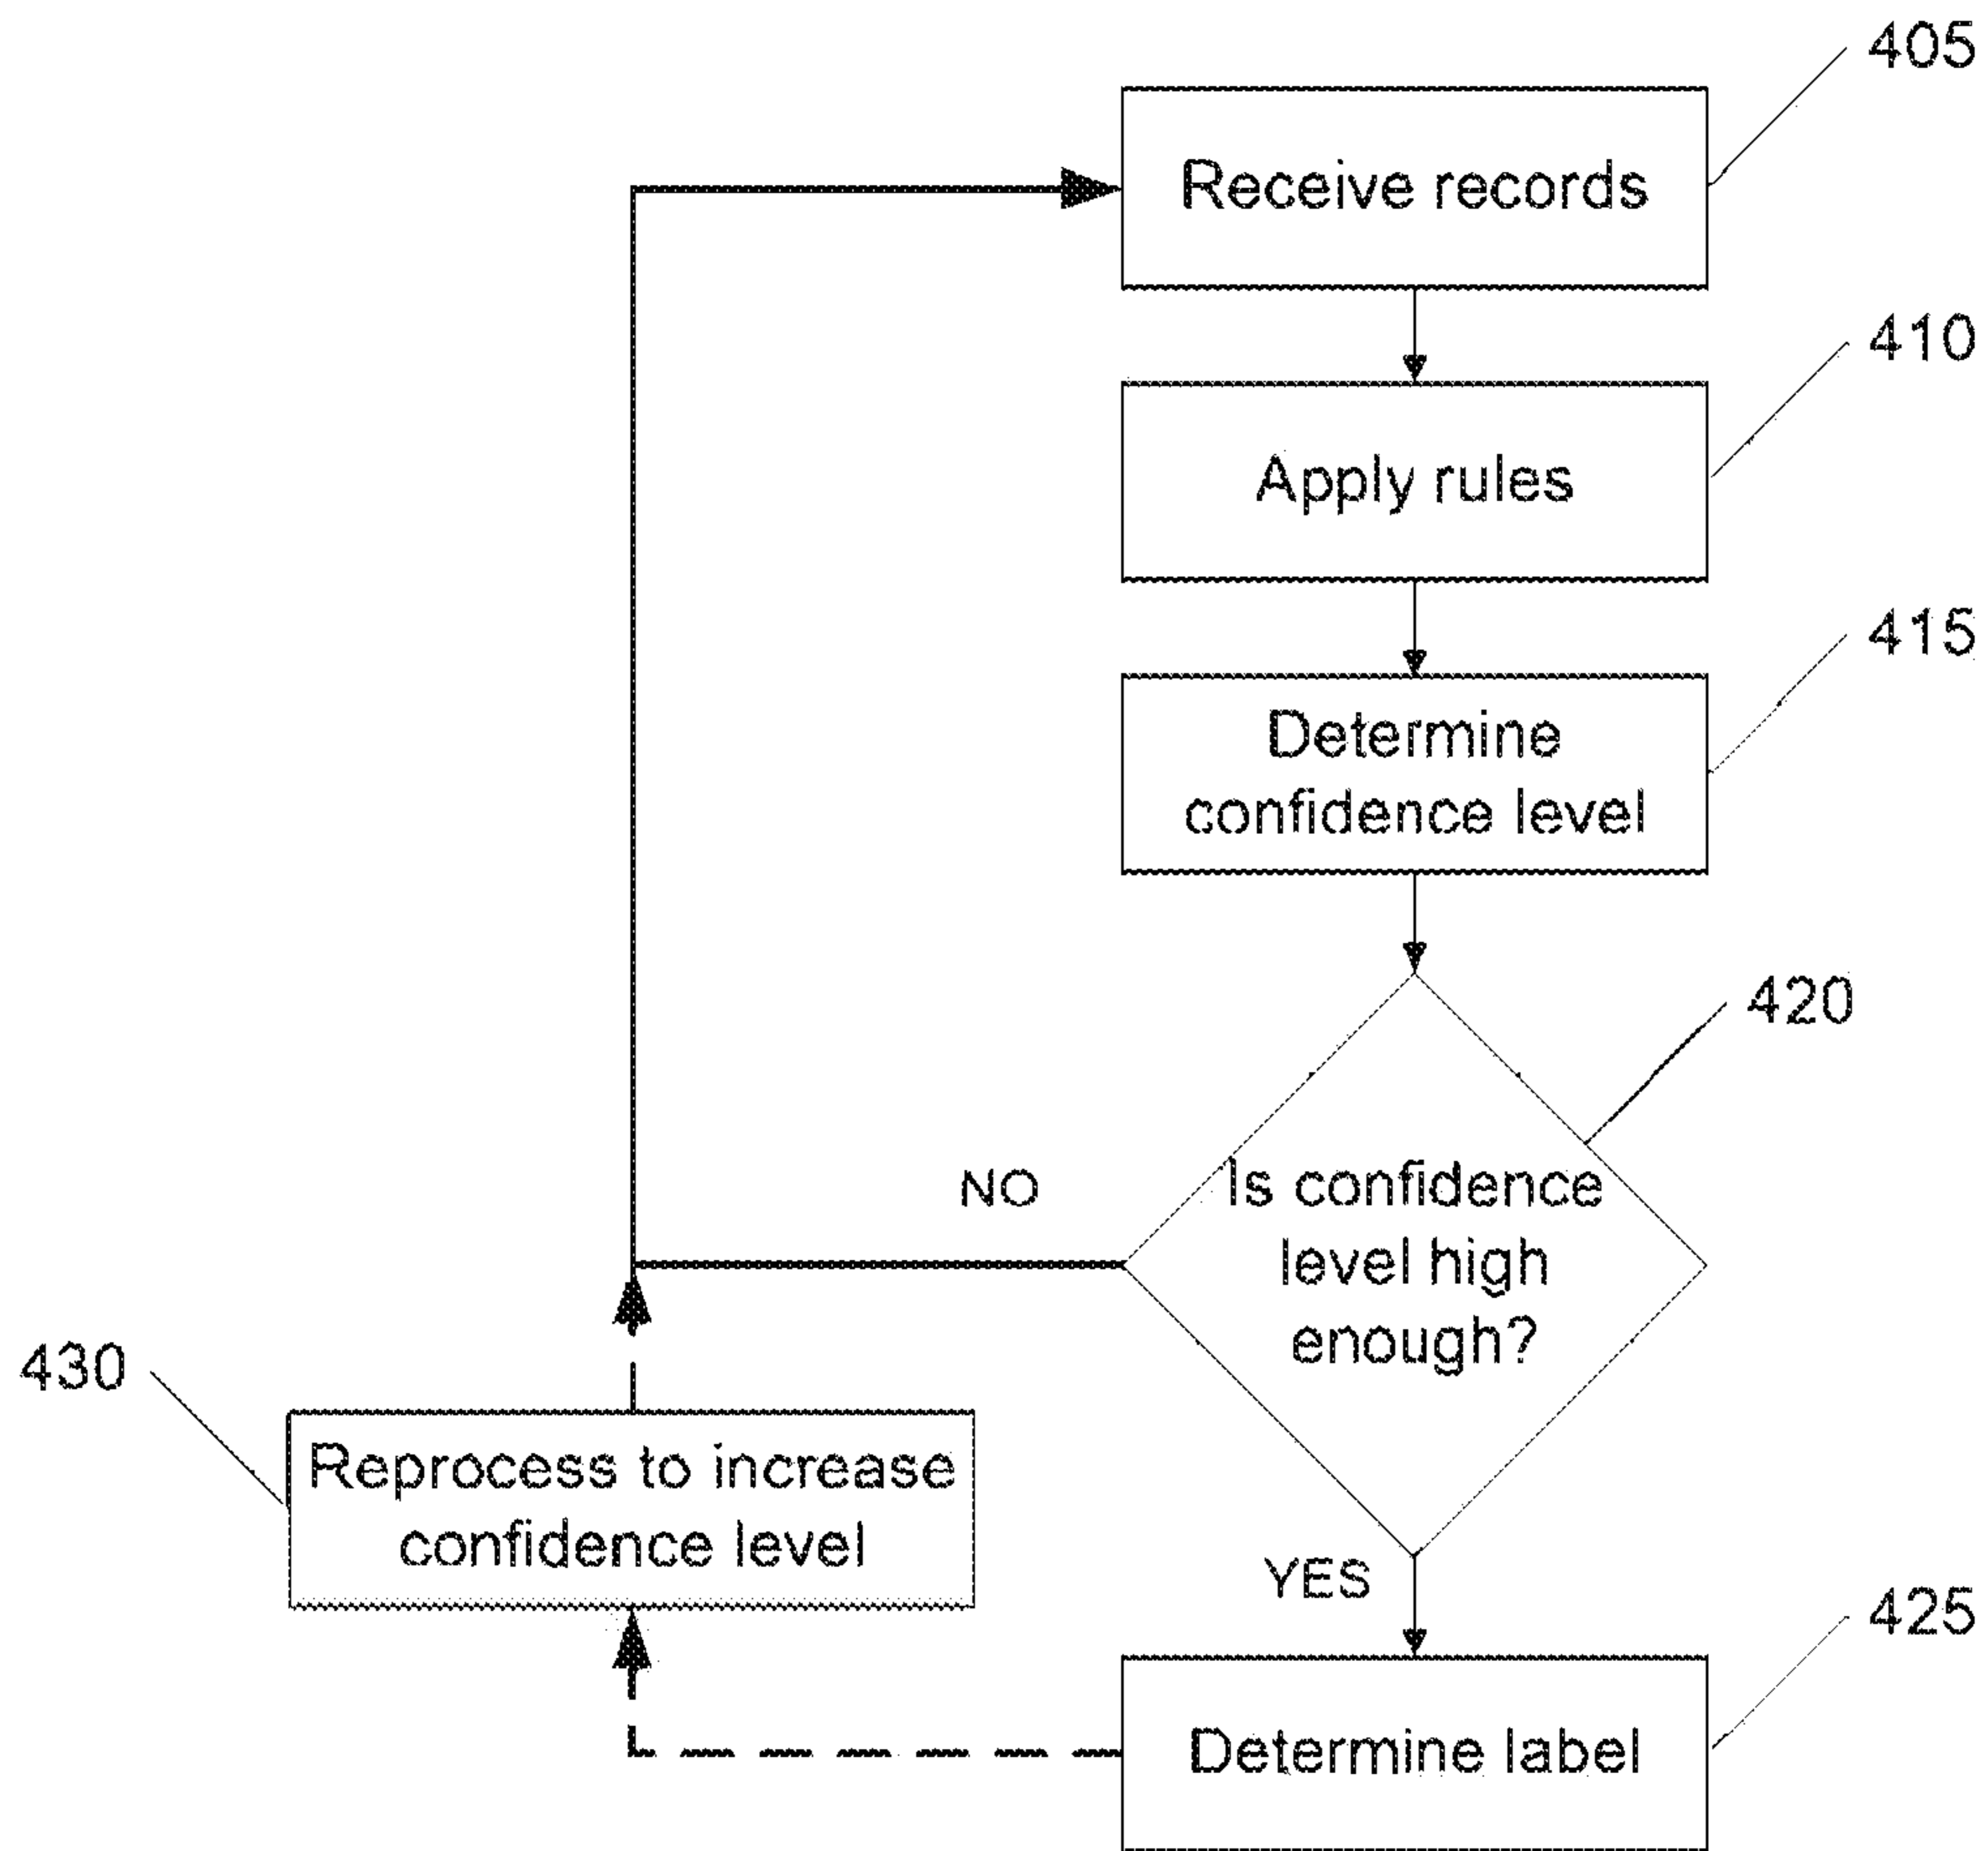 405
Receive records
410
Apply rules
415
Determine
confidence level
420
Is confidence
level high
enough?
NO
430
Reprocess to increase
confidence level
YES
425
Determine label